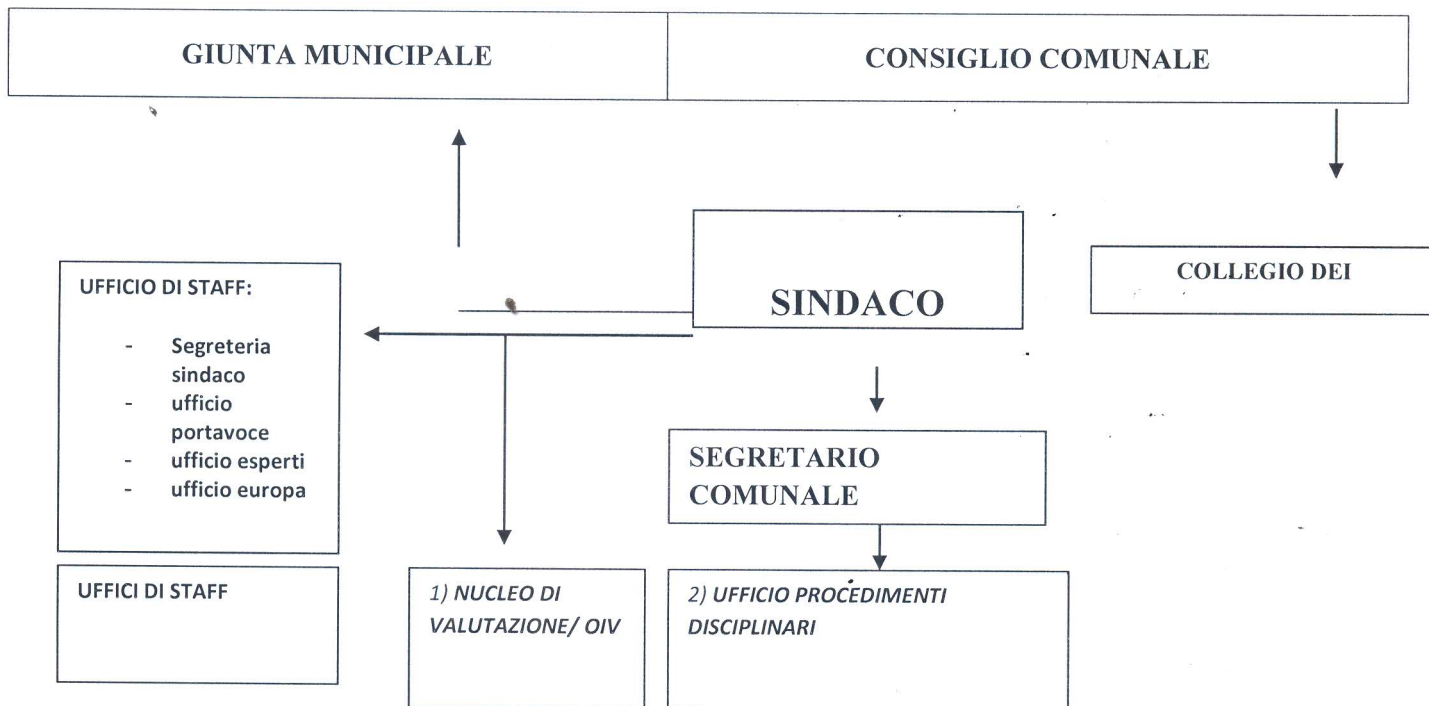 GIUNTA MUNICIPALE
CONSIGLIO COMUNALE
SINDACO
COLLEGIO DEI
UFFICIO DI STAFF:
- Segreteria
sindaco
- ufficio
portavoce
- ufficio esperti
- ufficio europa
SEGRETARIO
COMUNALE
UFFICI DI STAFF
1) NUCLEO DI
VALUTAZIONE/ OIV
2) UFFICIO PROCEDIMENTI
DISCIPLINARI